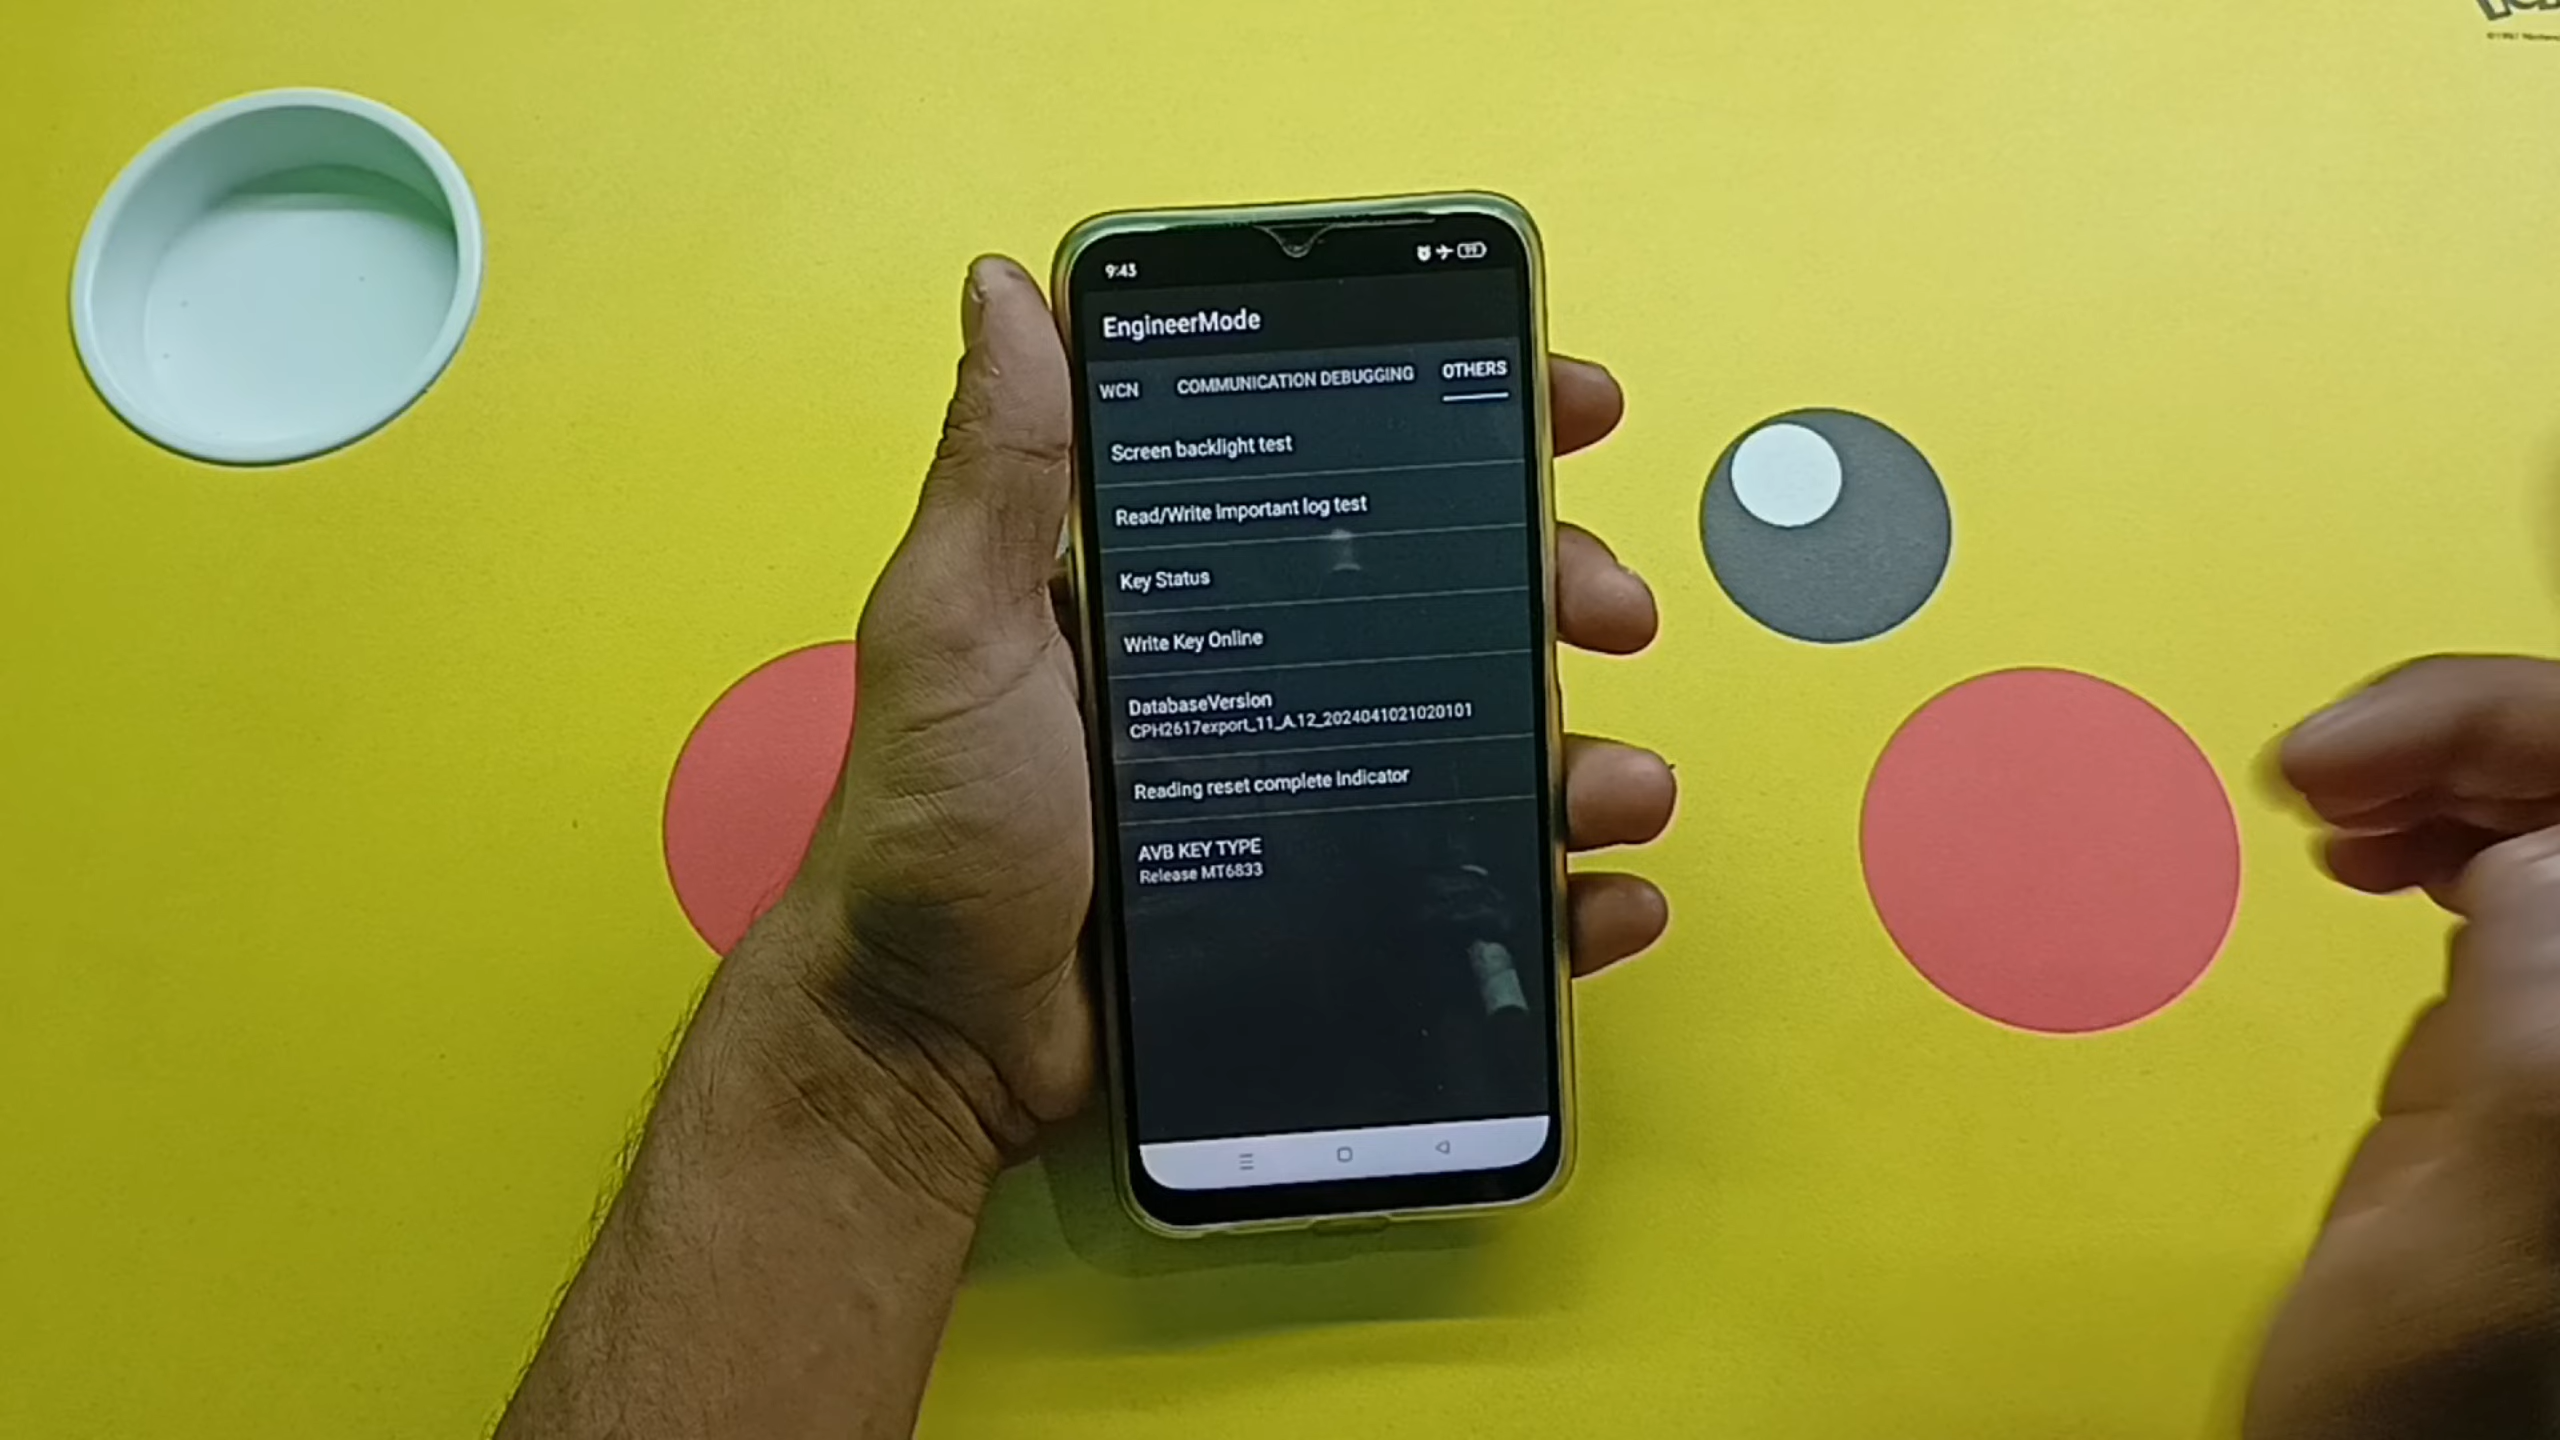 9:43
99
EngineerMode
WCN COMMUNICATION DEBUGGING OTHERS
Screen backlight test
Read/Write important log test
Key Status
Write Key Online
DatabaseVersion
CPH2617export_11_A.12_2024041021020101
Reading reset complete indicator
AVB KEY TYPE
Release MT6833